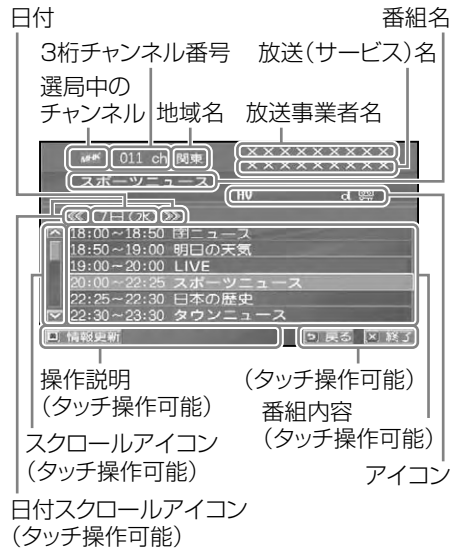 日付
番組名
3桁チャンネル番号
放送(サービス)名
選局中の
チャンネル
地域名
放送事業者名
011 ch
関東
××××××××××
××××××××××
スポーツニュース
HV
d
≪ 7日(水) ≫
18:00～18:50 ニュース
18:50～19:00 明日の天気
19:00～20:00 LIVE
20:00～22:25 スポーツニュース
22:25～22:30 日本の歴史
22:30～23:30 タウンニュース
情報更新
戻る
終了
操作説明
(タッチ操作可能)
(タッチ操作可能)
番組内容
(タッチ操作可能)
スクロールアイコン
(タッチ操作可能)
アイコン
日付スクロールアイコン
(タッチ操作可能)